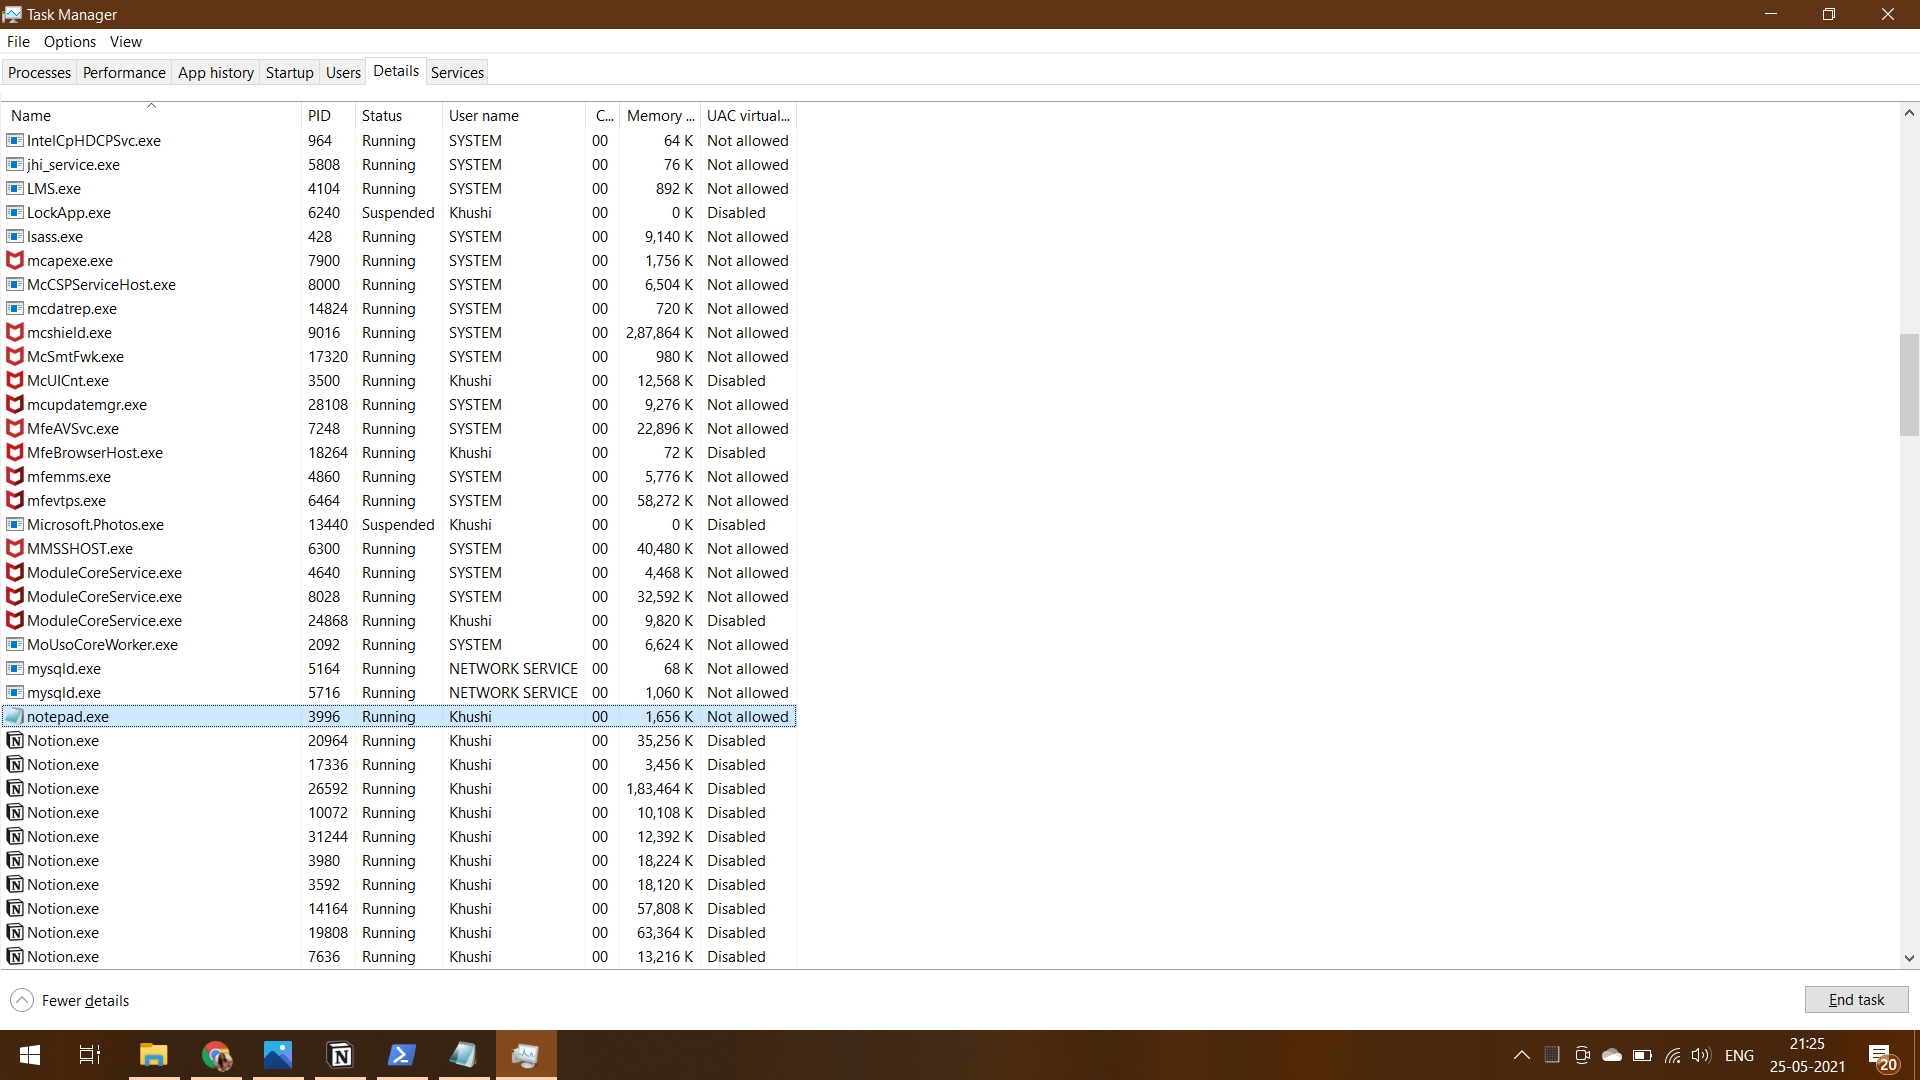 Task Manager
File Options View
Processes Performance App history Startup Users Details Services
Name PID Status User name C... Memory ... UAC virtual...
IntelCpHDCPSvc.exe 964 Running SYSTEM 00 64 K Not allowed
jhi_service.exe 5808 Running SYSTEM 00 76 K Not allowed
LMS.exe 4104 Running SYSTEM 00 892 K Not allowed
LockApp.exe 6240 Suspended Khushi 00 0 K Disabled
lsass.exe 428 Running SYSTEM 00 9,140 K Not allowed
mcapexe.exe 7900 Running SYSTEM 00 1,756 K Not allowed
McCSPServiceHost.exe 8000 Running SYSTEM 00 6,504 K Not allowed
mcdatrep.exe 14824 Running SYSTEM 00 720 K Not allowed
mcshield.exe 9016 Running SYSTEM 00 2,87,864 K Not allowed
McSmtFwk.exe 17320 Running SYSTEM 00 980 K Not allowed
McUICnt.exe 3500 Running Khushi 00 12,568 K Disabled
mcupdatemgr.exe 28108 Running SYSTEM 00 9,276 K Not allowed
MfeAVSvc.exe 7248 Running SYSTEM 00 22,896 K Not allowed
MfeBrowserHost.exe 18264 Running Khushi 00 72 K Disabled
mfemms.exe 4860 Running SYSTEM 00 5,776 K Not allowed
mfevtps.exe 6464 Running SYSTEM 00 58,272 K Not allowed
Microsoft.Photos.exe 13440 Suspended Khushi 00 0 K Disabled
MMSSHOST.exe 6300 Running SYSTEM 00 40,480 K Not allowed
ModuleCoreService.exe 4640 Running SYSTEM 00 4,468 K Not allowed
ModuleCoreService.exe 8028 Running SYSTEM 00 32,592 K Not allowed
ModuleCoreService.exe 24868 Running Khushi 00 9,820 K Disabled
MoUsoCoreWorker.exe 2092 Running SYSTEM 00 6,624 K Not allowed
mysqld.exe 5164 Running NETWORK SERVICE 00 68 K Not allowed
mysqld.exe 5716 Running NETWORK SERVICE 00 1,060 K Not allowed
notepad.exe 3996 Running Khushi 00 1,656 K Not allowed
Notion.exe 20964 Running Khushi 00 35,256 K Disabled
Notion.exe 17336 Running Khushi 00 3,456 K Disabled
Notion.exe 26592 Running Khushi 00 1,83,464 K Disabled
Notion.exe 10072 Running Khushi 00 10,108 K Disabled
Notion.exe 31244 Running Khushi 00 12,392 K Disabled
Notion.exe 3980 Running Khushi 00 18,224 K Disabled
Notion.exe 3592 Running Khushi 00 18,120 K Disabled
Notion.exe 14164 Running Khushi 00 57,808 K Disabled
Notion.exe 19808 Running Khushi 00 63,364 K Disabled
Notion.exe 7636 Running Khushi 00 13,216 K Disabled
Fewer details End task
ENG 21:25
25-05-2021
20